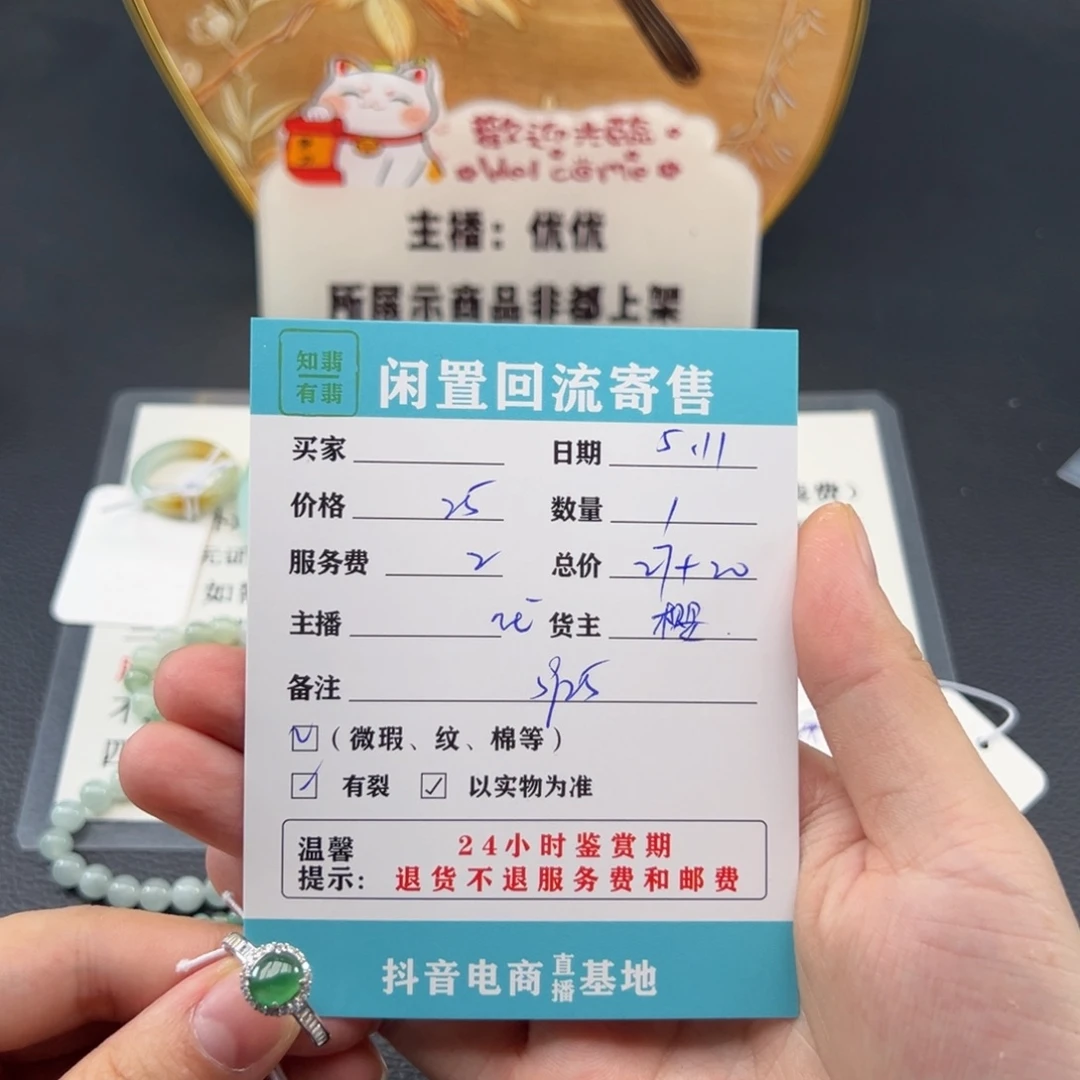 歡迎光臨
Wel come
主播：优优
所展示商品非都上架
知翡
有翡
闲置回流寄售
买家 日期 5.11
价格 25 数量 1
服务费 2 总价 27+20
主播 货主
备注
☑（微瑕、纹、棉等）
☑ 有裂 ☑ 以实物为准
温馨提示：
24小时鉴赏期
退货不退服务费和邮费
抖音电商直播基地